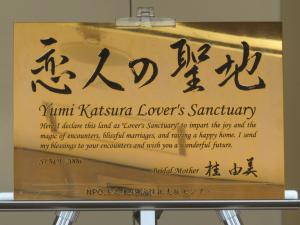 恋人の聖地
Yumi Katsura Lover's Sanctuary
Here I declare this land as "Lover's Sanctuary" to impart the joy and the
magic of encounters, blissful marriages, and raising a happy home. I send
my blessings to your encounters and wish you a wonderful future.
2006
Bridal Mother 桂 由美
NPO